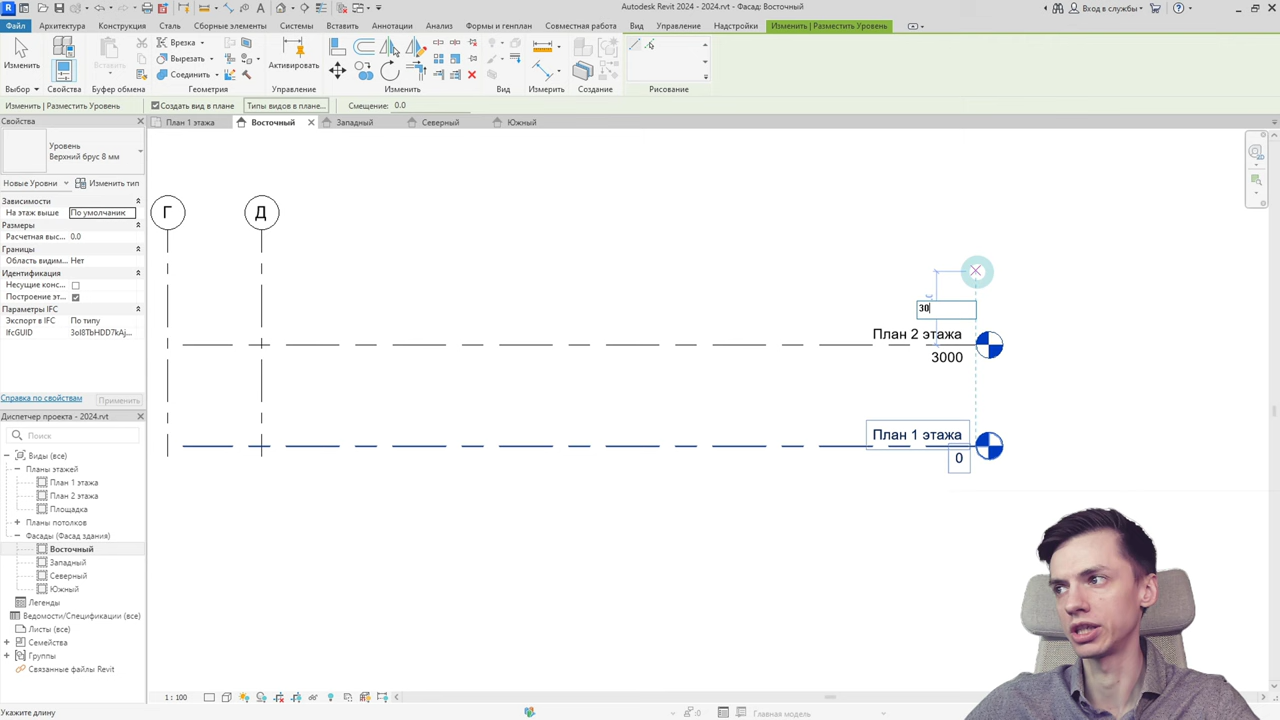 Autodesk Revit 2024 - 2024.rvt - Фасад: Восточный
Вход в службы
Файл
Архитектура
Конструкция
Сталь
Сборные элементы
Системы
Вставить
Аннотации
Анализ
Формы и генплан
Совместная работа
Вид
Управление
Настройки
Изменить | Разместить Уровень
Изменить
Вставить
Врезка
Вырезать
Соединить
Активировать
Выбор
Свойства
Геометрия
Управление
Изменить
Вид
Измерить
Создание
Рисование
Изменить | Разместить Уровень
Создать вид в плане
Типы видов в плане...
Смещение: 0.0
Свойства
План 1 этажа
Восточный
Западный
Северный
Южный
Уровень
Верхний брус 8 мм
Новые Уровни
Изменить тип
Зависимости
На этаж выше По умолчаник
Размеры
Расчетная выс... 0.0
Границы
Область видим... Нет
Идентификация
Несущие конс...
Построение эт...
Параметры IFC
Экспорт в IFC По типу
IfcGUID 3oI8TbHDD7kAj...
Справка по свойствам
Применить
Диспетчер проекта - 2024.rvt
Поиск
Виды (все)
Планы этажей
План 1 этажа
План 2 этажа
Площадка
Планы потолков
Фасады (Фасад здания)
Восточный
Западный
Северный
Южный
Легенды
Ведомости/Спецификации (все)
Листы (все)
Семейства
Группы
Связанные файлы Revit
Г
Д
30
План 2 этажа
3000
План 1 этажа
0
1 : 100
Укажите длину
:0
Главная модель